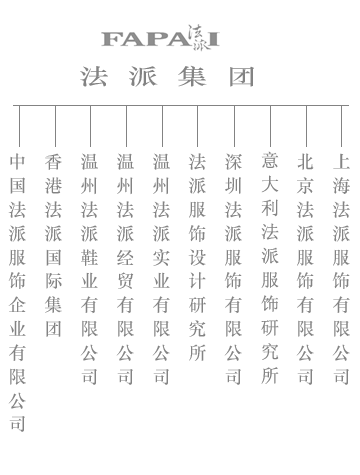 FAPAI 法派
法派集团
中国法派服饰企业有限公司
香港法派国际集团
温州法派鞋业有限公司
温州法派经贸有限公司
温州法派实业有限公司
法派服饰设计研究所
深圳法派服饰有限公司
意大利法派服饰研究所
北京法派服饰有限公司
上海法派服饰有限公司